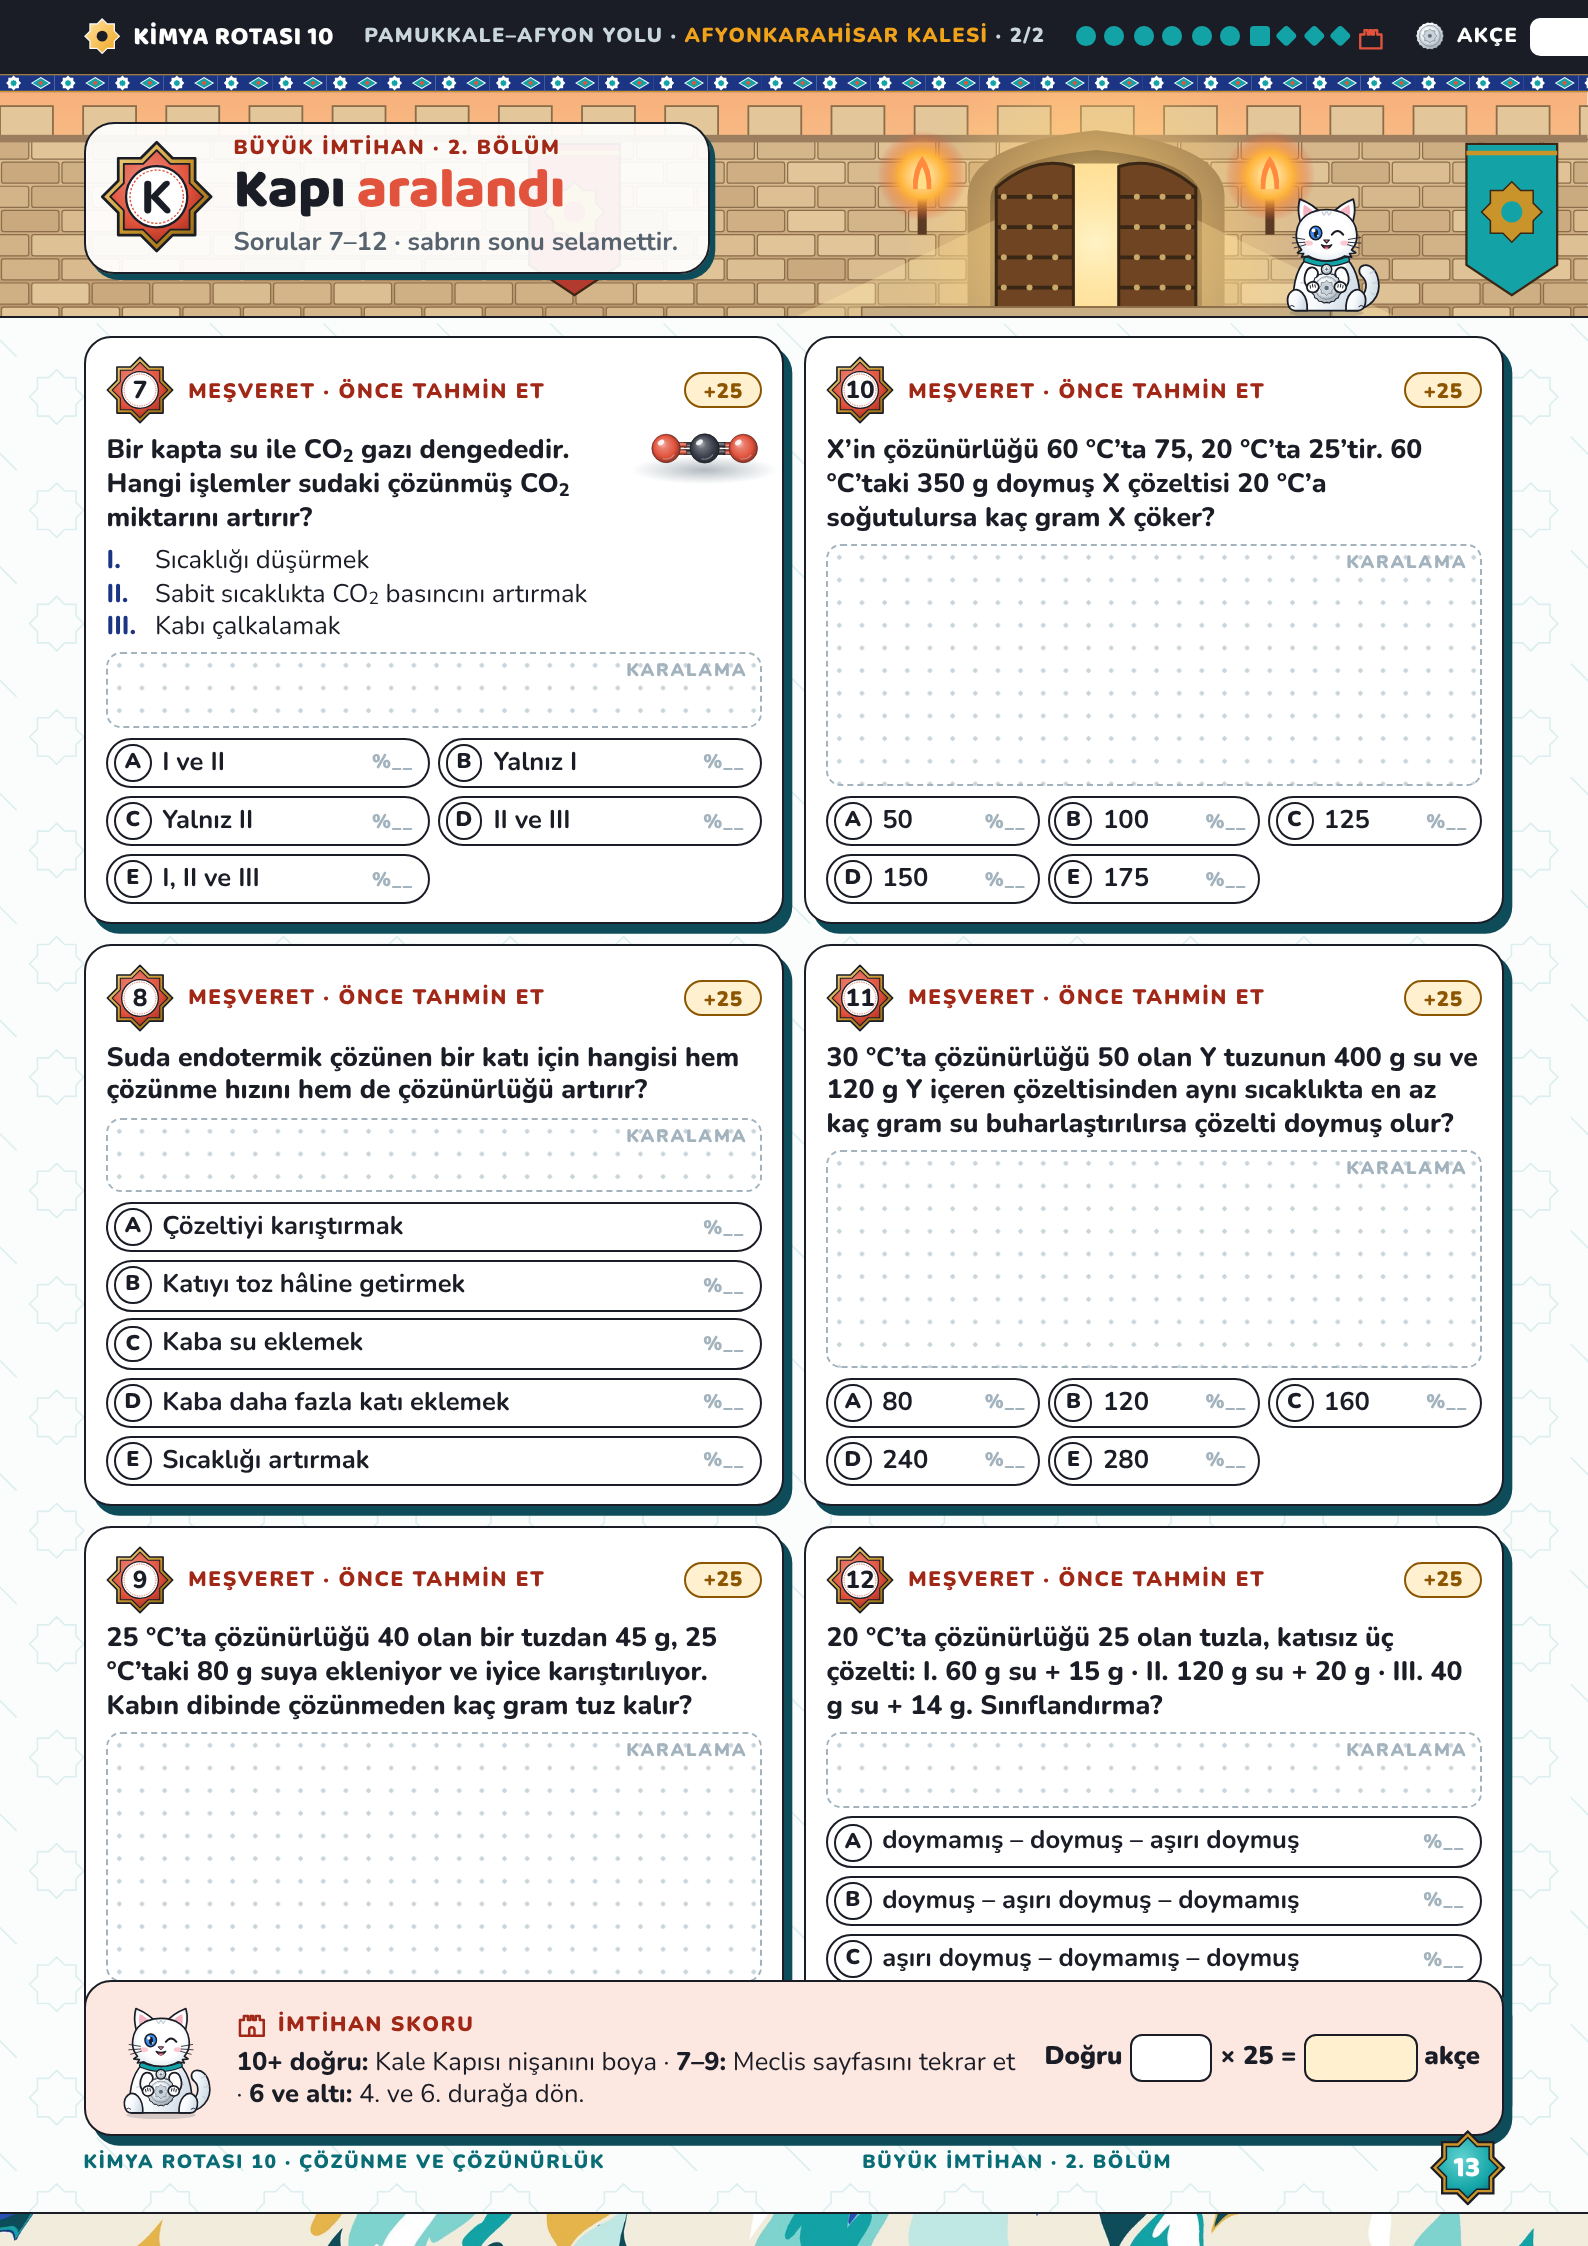 KİMYA ROTASI 10
PAMUKKALE–AFYON YOLU · AFYONKARAHİSAR KALESİ · 2/2
AKÇE
BÜYÜK İMTİHAN · 2. BÖLÜM
K
Kapı aralandı
Sorular 7–12 · sabrın sonu selamettir.
7
MEŞVERET · ÖNCE TAHMİN ET
+25
Bir kapta su ile CO₂ gazı dengededir.
Hangi işlemler sudaki çözünmüş CO₂
miktarını artırır?
I. Sıcaklığı düşürmek
II. Sabit sıcaklıkta CO₂ basıncını artırmak
III. Kabı çalkalamak
KARALAMA
A I ve II %__
B Yalnız I %__
C Yalnız II %__
D II ve III %__
E I, II ve III %__
8
MEŞVERET · ÖNCE TAHMİN ET
+25
Suda endotermik çözünen bir katı için hangisi hem
çözünme hızını hem de çözünürlüğü artırır?
KARALAMA
A Çözeltiyi karıştırmak %__
B Katıyı toz hâline getirmek %__
C Kaba su eklemek %__
D Kaba daha fazla katı eklemek %__
E Sıcaklığı artırmak %__
9
MEŞVERET · ÖNCE TAHMİN ET
+25
25 °C’ta çözünürlüğü 40 olan bir tuzdan 45 g, 25
°C’taki 80 g suya ekleniyor ve iyice karıştırılıyor.
Kabın dibinde çözünmeden kaç gram tuz kalır?
KARALAMA
10
MEŞVERET · ÖNCE TAHMİN ET
+25
X’in çözünürlüğü 60 °C’ta 75, 20 °C’ta 25’tir. 60
°C’taki 350 g doymuş X çözeltisi 20 °C’a
soğutulursa kaç gram X çöker?
KARALAMA
A 50 %__
B 100 %__
C 125 %__
D 150 %__
E 175 %__
11
MEŞVERET · ÖNCE TAHMİN ET
+25
30 °C’ta çözünürlüğü 50 olan Y tuzunun 400 g su ve
120 g Y içeren çözeltisinden aynı sıcaklıkta en az
kaç gram su buharlaştırılırsa çözelti doymuş olur?
KARALAMA
A 80 %__
B 120 %__
C 160 %__
D 240 %__
E 280 %__
12
MEŞVERET · ÖNCE TAHMİN ET
+25
20 °C’ta çözünürlüğü 25 olan tuzla, katısız üç
çözelti: I. 60 g su + 15 g · II. 120 g su + 20 g · III. 40
g su + 14 g. Sınıflandırma?
KARALAMA
A doymamış – doymuş – aşırı doymuş %__
B doymuş – aşırı doymuş – doymamış %__
C aşırı doymuş – doymamış – doymuş %__
İMTİHAN SKORU
10+ doğru: Kale Kapısı nişanını boya · 7–9: Meclis sayfasını tekrar et
· 6 ve altı: 4. ve 6. durağa dön.
Doğru × 25 = akçe
KİMYA ROTASI 10 · ÇÖZÜNME VE ÇÖZÜNÜRLÜK
BÜYÜK İMTİHAN · 2. BÖLÜM
13